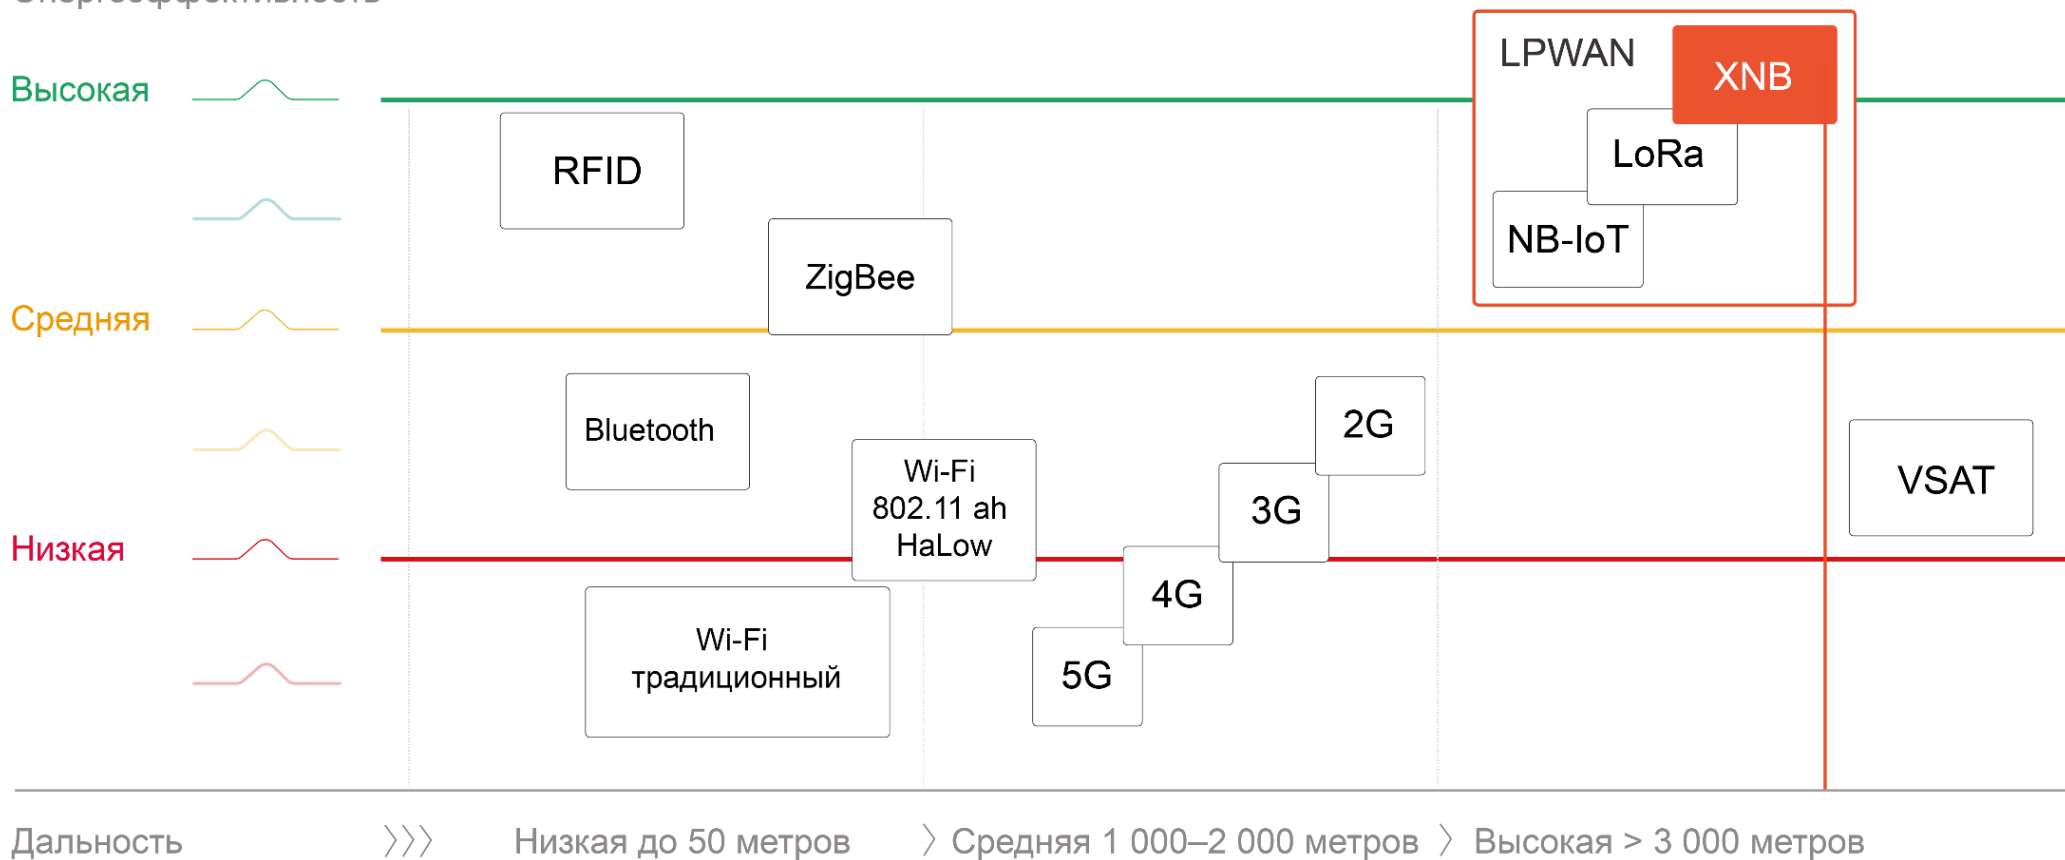 Энергоэффективность
LPWAN
XNB
Высокая
RFID
LoRa
NB-IoT
ZigBee
Средняя
Bluetooth
2G
Wi-Fi
802.11 ah
HaLow
3G
VSAT
Низкая
4G
Wi-Fi
традиционный
5G
Дальность
〉〉〉 Низкая до 50 метров 〉 Средняя 1 000–2 000 метров 〉 Высокая > 3 000 метров